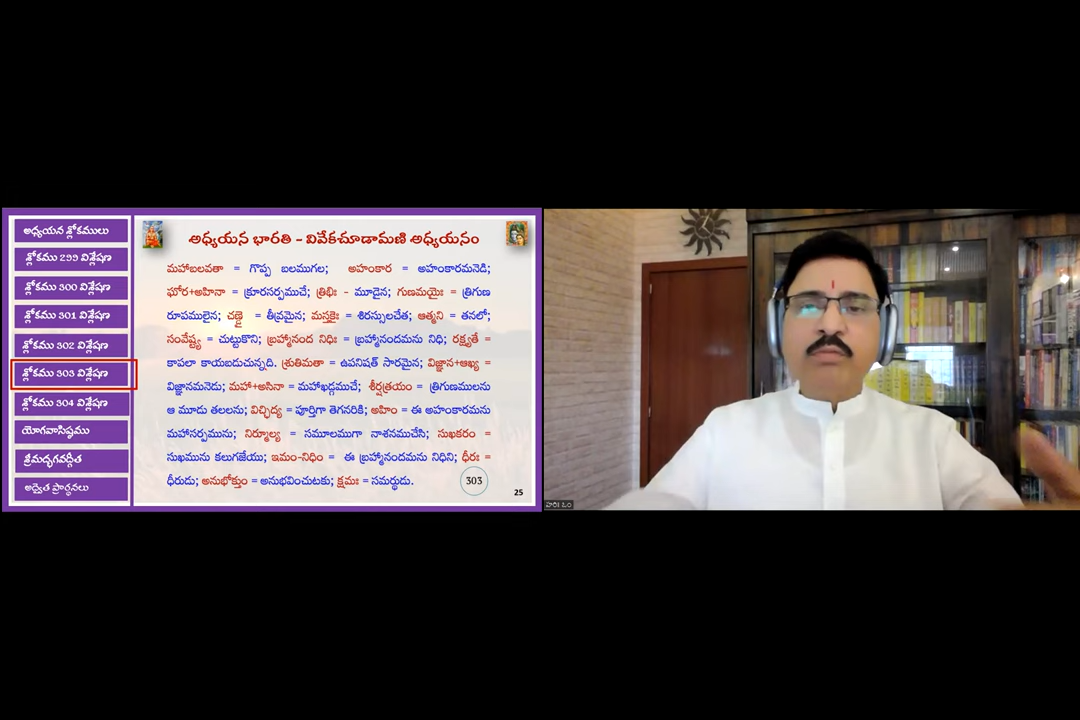 అధ్యయన శ్లోకములు
శ్లోకము 299 విశ్లేషణ
శ్లోకము 300 విశ్లేషణ
శ్లోకము 301 విశ్లేషణ
శ్లోకము 302 విశ్లేషణ
శ్లోకము 303 విశ్లేషణ
శ్లోకము 304 విశ్లేషణ
యోగవాసిష్ఠము
శ్రీమద్భగవద్గీత
అద్వైత ప్రార్థనలు
అధ్యయన భారతి - వివేకచూడామణి అధ్యయనం
మహాబలవతా = గొప్ప బలముగల; అహంకార = అహంకారమనెడి;
ఘోర+అహినా = క్రూరసర్పముచే; త్రిభిః - మూడైన; గుణమయైః = త్రిగుణ
రూపములైన; చణ్డై = తీవ్రమైన; మస్తకైః = శిరస్సులచేత; ఆత్మని = తనలో;
సంవేష్ట్య = చుట్టుకొని; బ్రహ్మానంద నిధిః = బ్రహ్మానందమను నిధి; రక్ష్యతే =
కాపలా కాయబడుచున్నది. శ్రుతిమతా = ఉపనిషత్ సారమైన; విజ్ఞాన+ఆఖ్య =
విజ్ఞానమనెడు; మహా+అసినా = మహాఖడ్గముచే; శీర్షత్రయం = త్రిగుణములను
ఆ మూడు తలలను; విచ్ఛిద్య = పూర్తిగా తెగనరికి; అహిం = ఈ అహంకారమను
మహాసర్పమును; నిర్మూల్య = సమూలముగా నాశనముచేసి; సుఖకరం =
సుఖమును కలుగజేయు; ఇమం-నిధిం = ఈ బ్రహ్మానందమను నిధిని; ధీరః =
ధీరుడు; అనుభోక్తుం = అనుభవించుటకు; క్షమః = సమర్థుడు.
303
25
హరిః ఓం